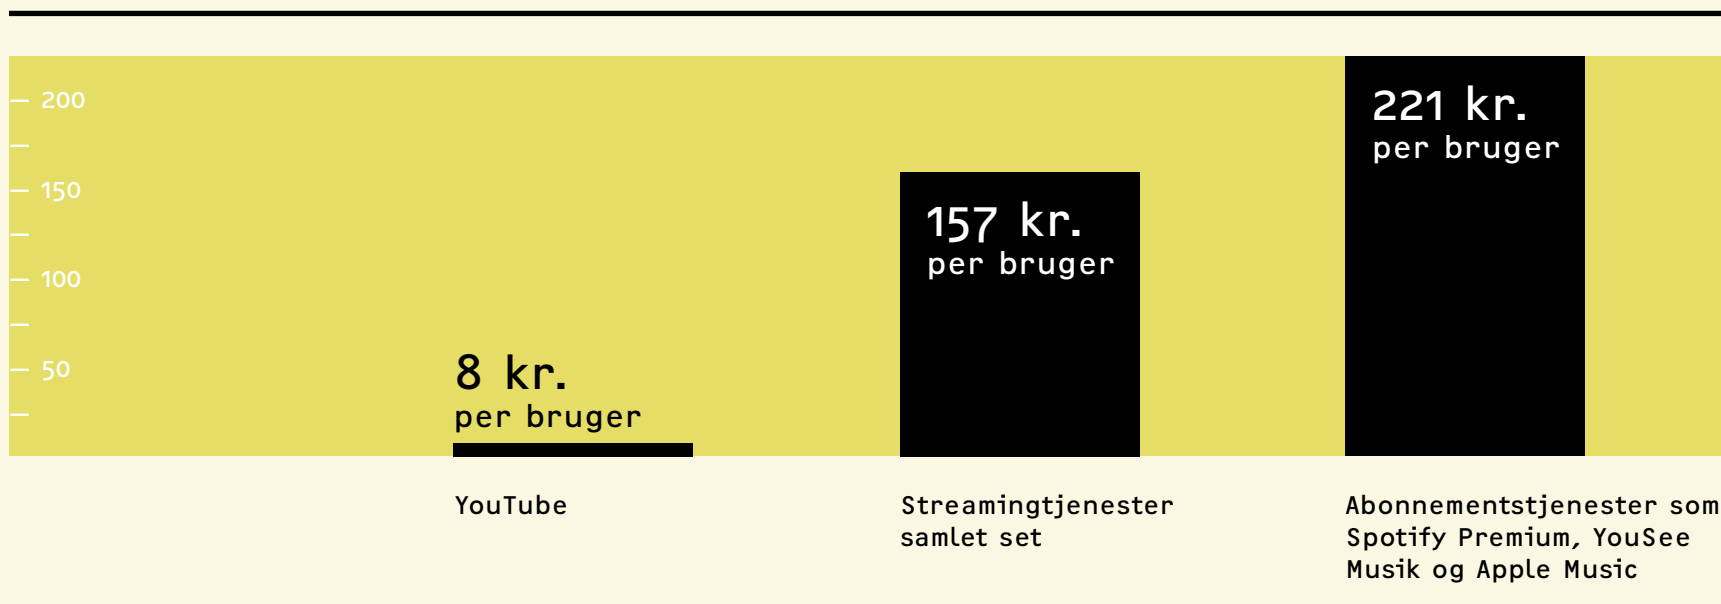 200
150
100
50
8 kr.
per bruger
157 kr.
per bruger
221 kr.
per bruger
YouTube
Streamingtjenester
samlet set
Abonnementstjenester som
Spotify Premium, YouSee
Musik og Apple Music